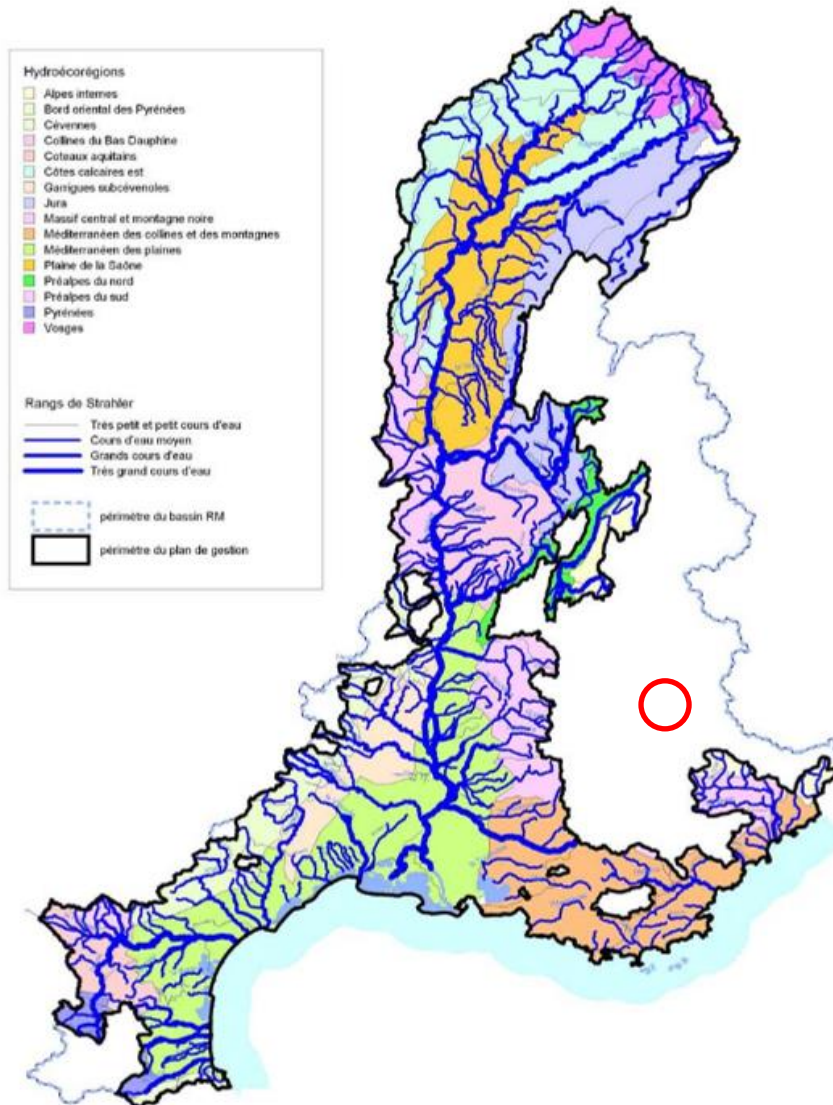 Hydroécorégions
Alpes internes
Bord oriental des Pyrénées
Cévennes
Collines du Bas Dauphine
Coteaux aquitains
Côtes calcaires est
Garrigues subcévenoles
Jura
Massif central et montagne noire
Méditerranéen des collines et des montagnes
Méditerranéen des plaines
Plaine de la Saône
Préalpes du nord
Préalpes du sud
Pyrénées
Vosges
Rangs de Strahler
Très petit et petit cours d'eau
Cours d'eau moyen
Grands cours d'eau
Très grand cours d'eau
périmètre du bassin RM
périmètre du plan de gestion